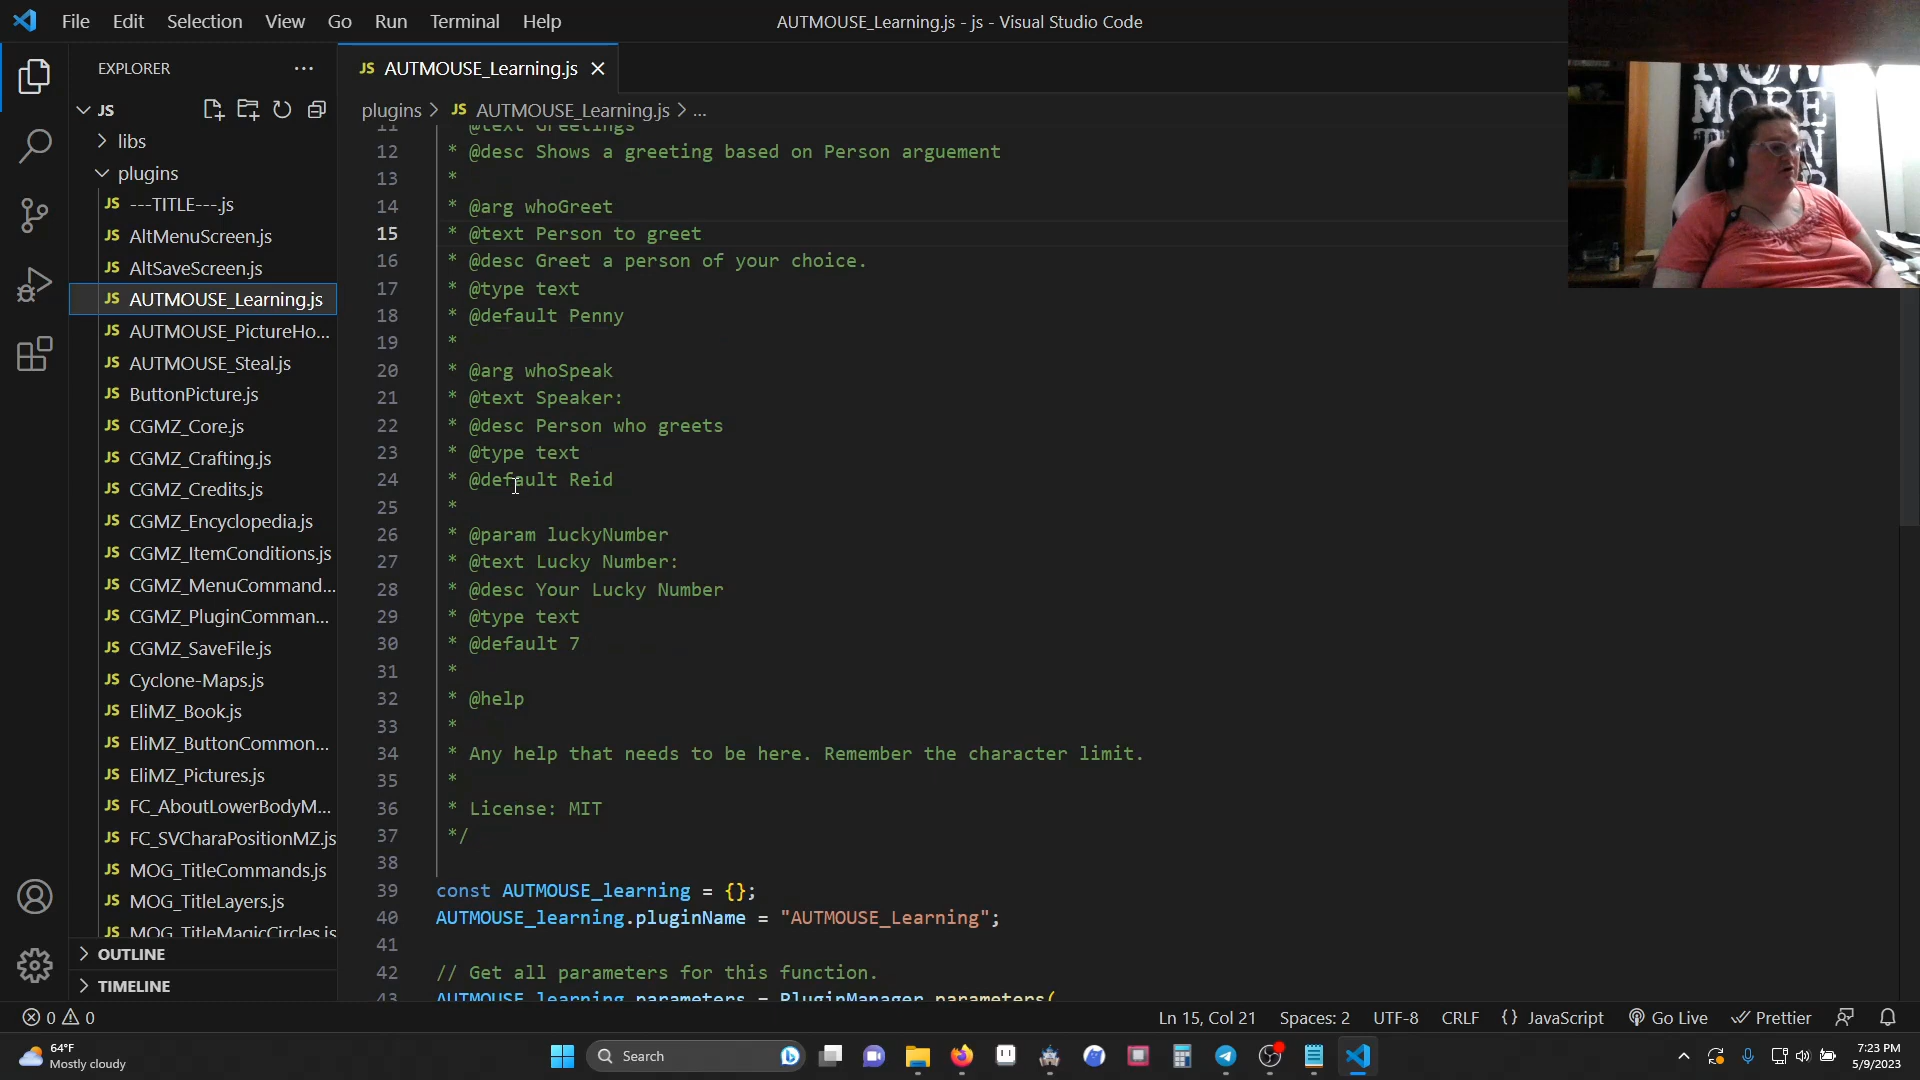 File Edit Selection View Go Run Terminal Help
AUTMOUSE_Learning.js - js - Visual Studio Code
EXPLORER ···
JS
libs
plugins
JS ---TITLE---.js
JS AltMenuScreen.js
JS AltSaveScreen.js
JS AUTMOUSE_Learning.js
JS AUTMOUSE_PictureHo...
JS AUTMOUSE_Steal.js
JS ButtonPicture.js
JS CGMZ_Core.js
JS CGMZ_Crafting.js
JS CGMZ_Credits.js
JS CGMZ_Encyclopedia.js
JS CGMZ_ItemConditions.js
JS CGMZ_MenuCommand...
JS CGMZ_PluginComman...
JS CGMZ_SaveFile.js
JS Cyclone-Maps.js
JS EliMZ_Book.js
JS EliMZ_ButtonCommon...
JS EliMZ_Pictures.js
JS FC_AboutLowerBodyM...
JS FC_SVCharaPositionMZ.js
JS MOG_TitleCommands.js
JS MOG_TitleLayers.js
MOG_TitleMagicCircles.js
OUTLINE
TIMELINE
JS AUTMOUSE_Learning.js
plugins > JS AUTMOUSE_Learning.js > ...
11 * @text Greetings
12 * @desc Shows a greeting based on Person arguement
13 *
14 * @arg whoGreet
15 * @text Person to greet
16 * @desc Greet a person of your choice.
17 * @type text
18 * @default Penny
19 *
20 * @arg whoSpeak
21 * @text Speaker:
22 * @desc Person who greets
23 * @type text
24 * @default Reid
25 *
26 * @param luckyNumber
27 * @text Lucky Number:
28 * @desc Your Lucky Number
29 * @type text
30 * @default 7
31 *
32 * @help
33 *
34 * Any help that needs to be here. Remember the character limit.
35 *
36 * License: MIT
37 */
38
39 const AUTMOUSE_learning = {};
40 AUTMOUSE_learning.pluginName = "AUTMOUSE_Learning";
41
42 // Get all parameters for this function.
43 AUTMOUSE_learning.parameters = PluginManager.parameters(
NOW
MORE
0 0
Ln 15, Col 21 Spaces: 2 UTF-8 CRLF {} JavaScript Go Live Prettier
64°F
Mostly cloudy
Search
7:23 PM
5/9/2023